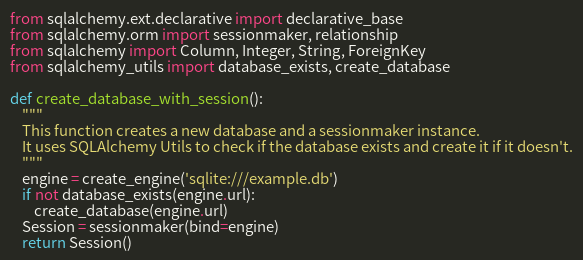 from sqlalchemy.ext.declarative import declarative_base
from sqlalchemy.orm import sessionmaker, relationship
from sqlalchemy import Column, Integer, String, ForeignKey
from sqlalchemy_utils import database_exists, create_database

def create_database_with_session():
    """
    This function creates a new database and a sessionmaker instance.
    It uses SQLAlchemy Utils to check if the database exists and create it if it doesn't.
    """
    engine = create_engine('sqlite:///example.db')
    if not database_exists(engine.url):
        create_database(engine.url)
    Session = sessionmaker(bind=engine)
    return Session()